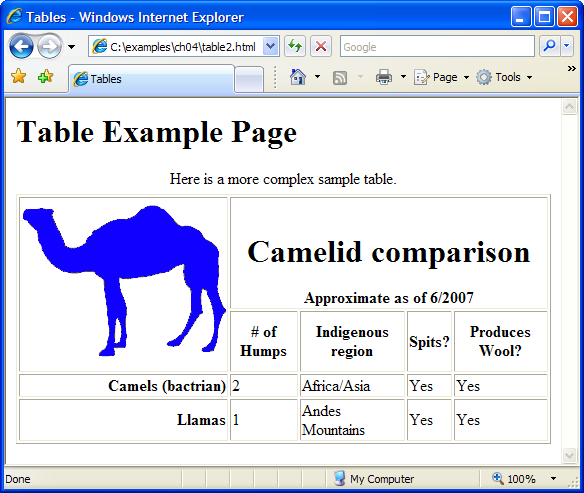 Tables - Windows Internet Explorer
C:\examples\ch04\table2.html
Google
Tables
Page
Tools
»
Table Example Page
Here is a more complex sample table.
Camelid comparison
Approximate as of 6/2007
# of
Humps
Indigenous
region
Spits?
Produces
Wool?
Camels (bactrian) 2 Africa/Asia Yes Yes
Llamas 1 Andes
Mountains Yes Yes
Done My Computer 100%